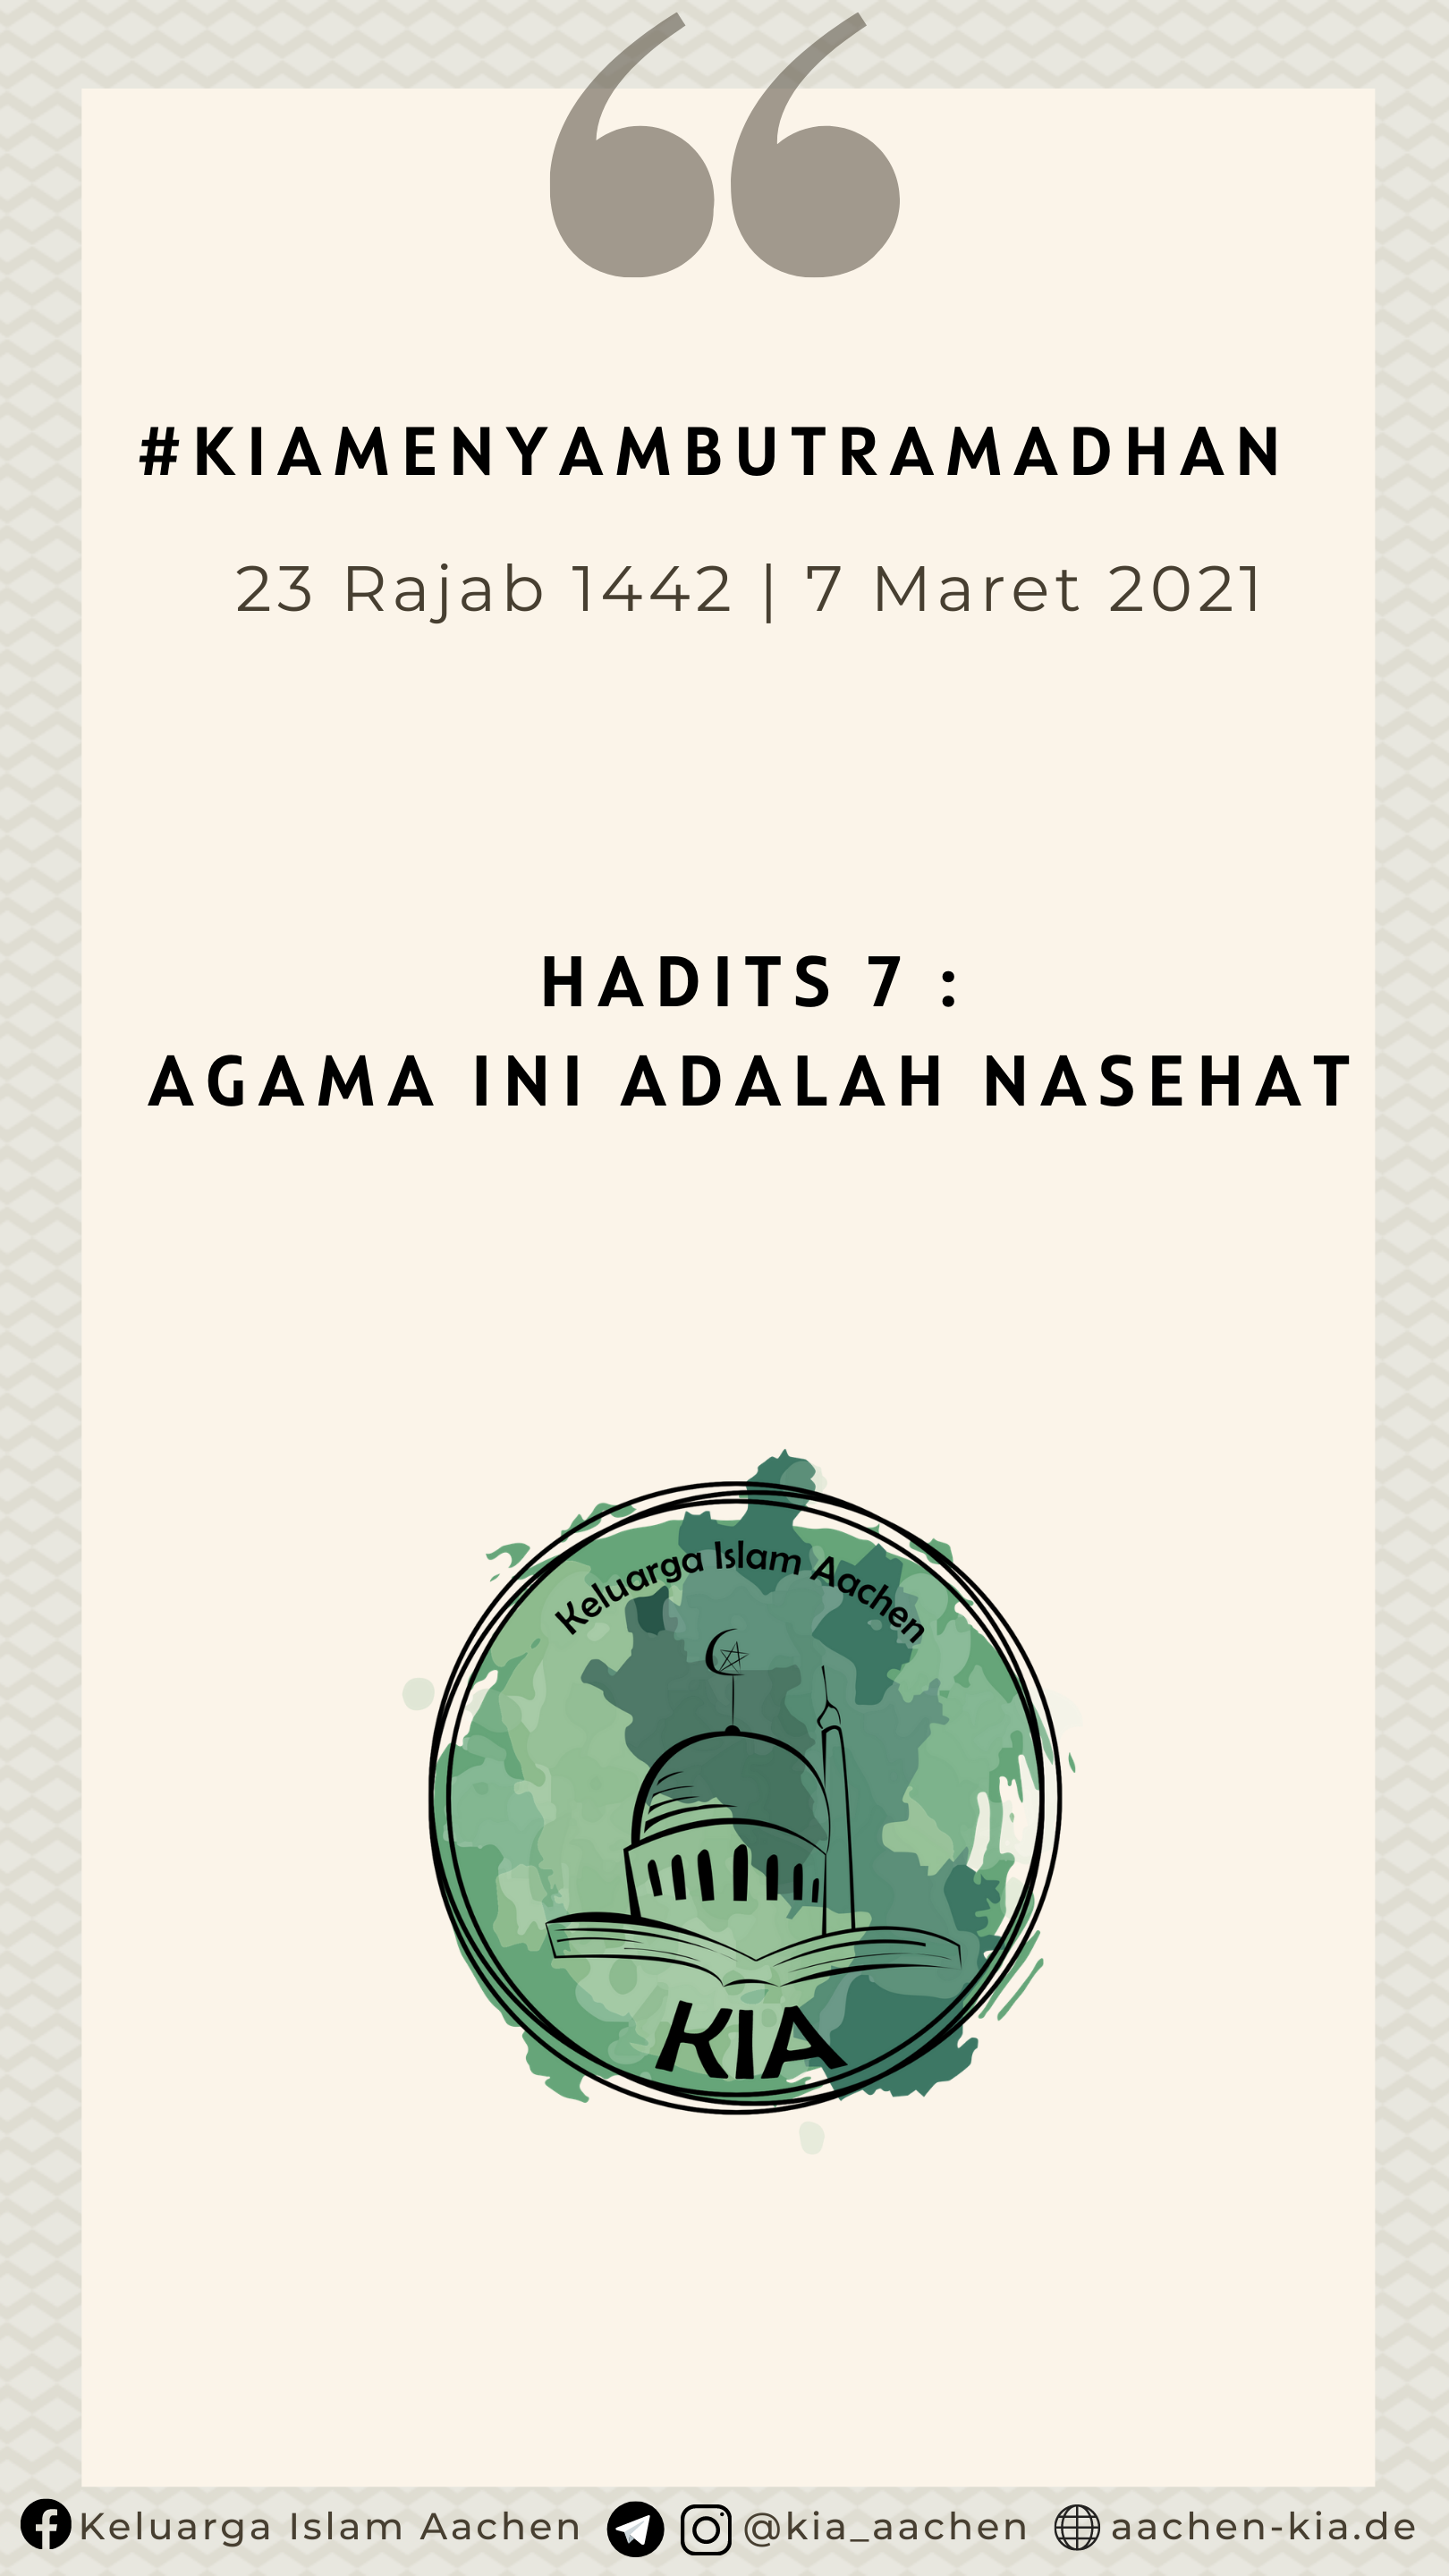 #KIAMENYAMBUTRAMADHAN
23 Rajab 1442 | 7 Maret 2021
HADITS 7 :
AGAMA INI ADALAH NASEHAT
Keluarga Islam Aachen
KIA
Keluarga Islam Aachen @kia_aachen aachen-kia.de